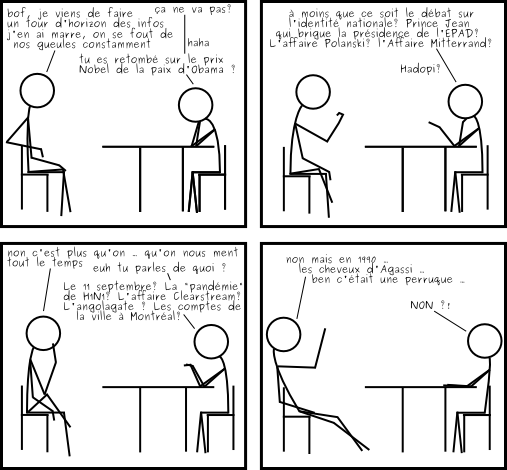 ça ne va pas?
bof, je viens de faire
un tour d'horizon des infos
j'en ai marre, on se fout de
nos gueules constamment
haha
tu es retombé sur le prix
Nobel de la paix d'Obama ?
à moins que ce soit le débat sur
l'identité nationale? Prince Jean
qui brigue la présidence de l'EPAD?
L'affaire Polanski? l'Affaire Mitterrand?
Hadopi?
non c'est plus qu'on … qu'on nous ment
tout le temps
euh tu parles de quoi ?
Le 11 septembre? La "pandémie"
de H1N1? L'affaire Clearstream?
L'angolagate ? Les comptes de
la ville à Montréal?
non mais en 1990 …
les cheveux d'Agassi …
ben c'était une perruque …
NON ?!